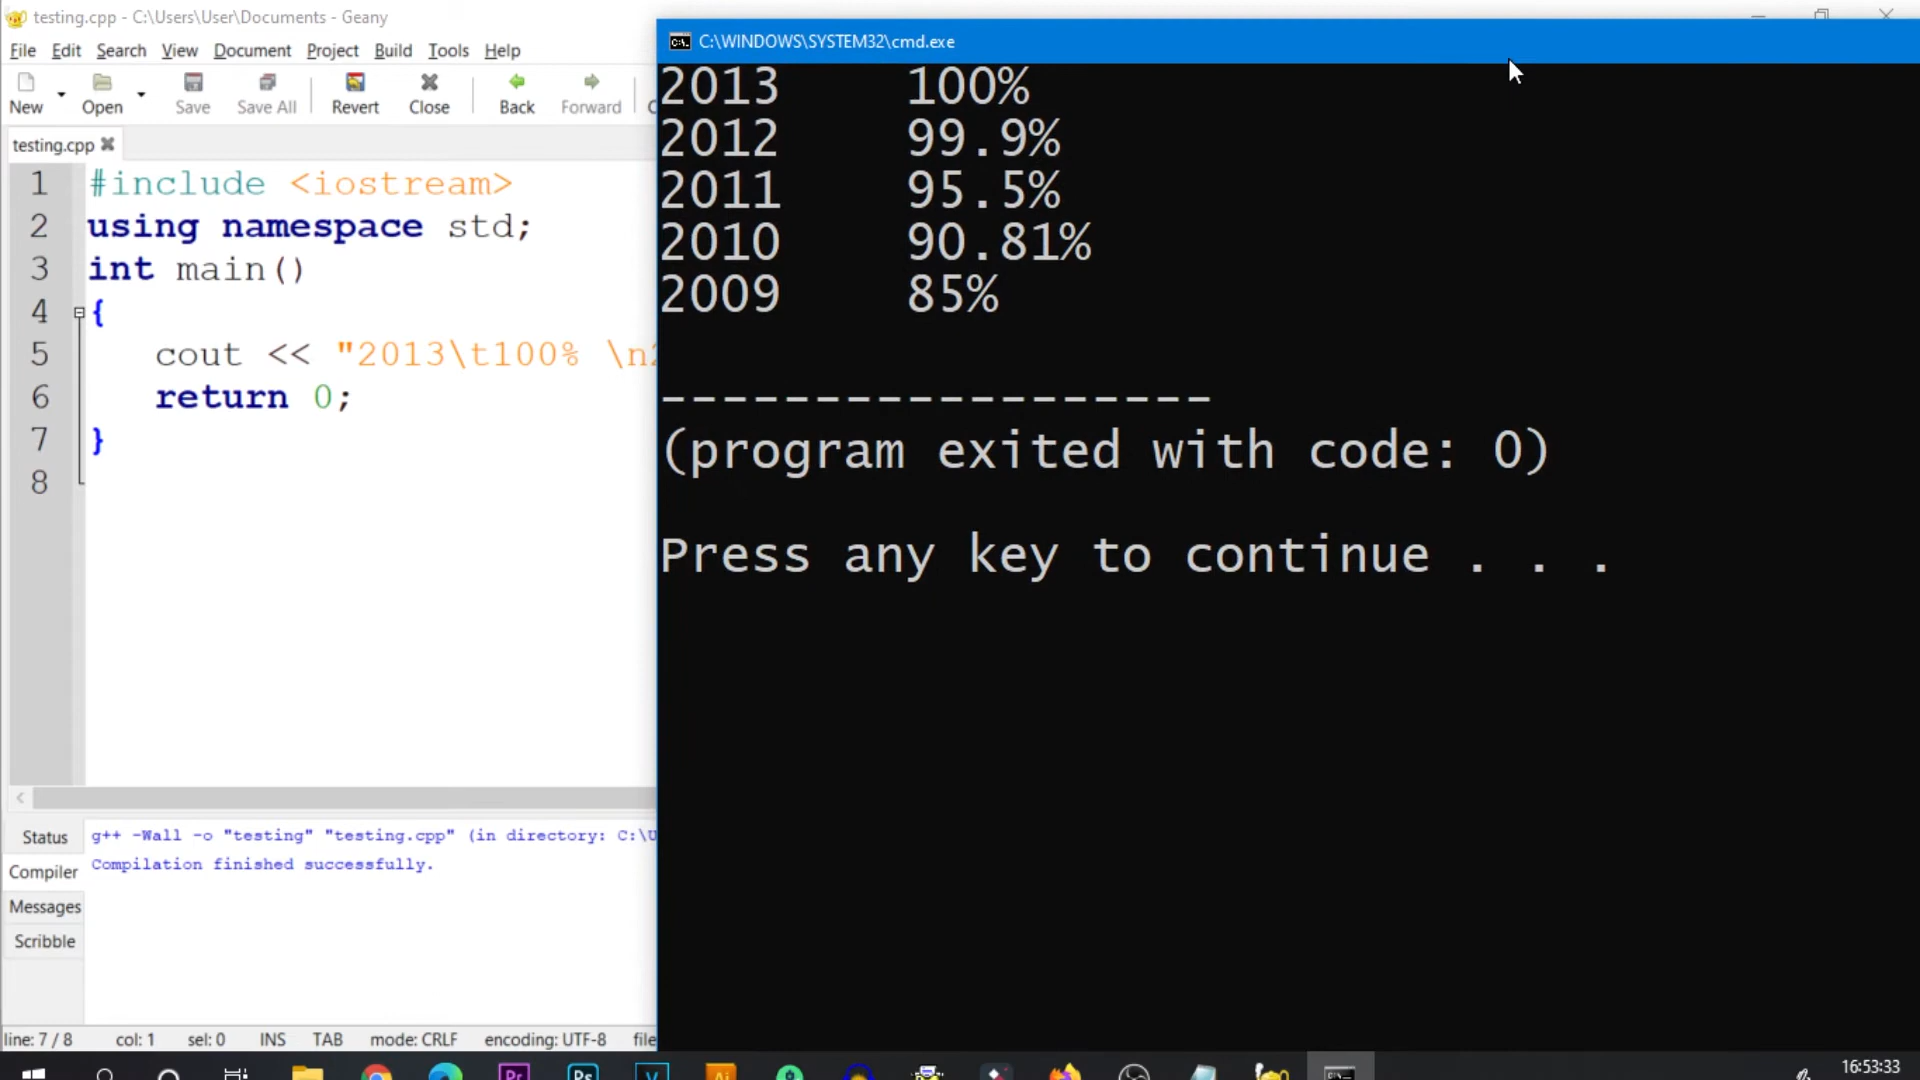 testing.cpp - C:\Users\User\Documents - Geany
File Edit Search View Document Project Build Tools Help
New Open Save Save All Revert Close Back Forward
testing.cpp
1 #include <iostream>
2 using namespace std;
3 int main()
4 {
5 cout << "2013\t100% \n
6 return 0;
7 }
8
Status
Compiler
Messages
Scribble
g++ -Wall -o "testing" "testing.cpp" (in directory: C:\U
Compilation finished successfully.
line: 7 / 8 col: 1 sel: 0 INS TAB mode: CRLF encoding: UTF-8 file
C:\WINDOWS\SYSTEM32\cmd.exe
2013 100%
2012 99.9%
2011 95.5%
2010 90.81%
2009 85%
------------------
(program exited with code: 0)
Press any key to continue . . .
Pr Ps V Ai
16:53:33